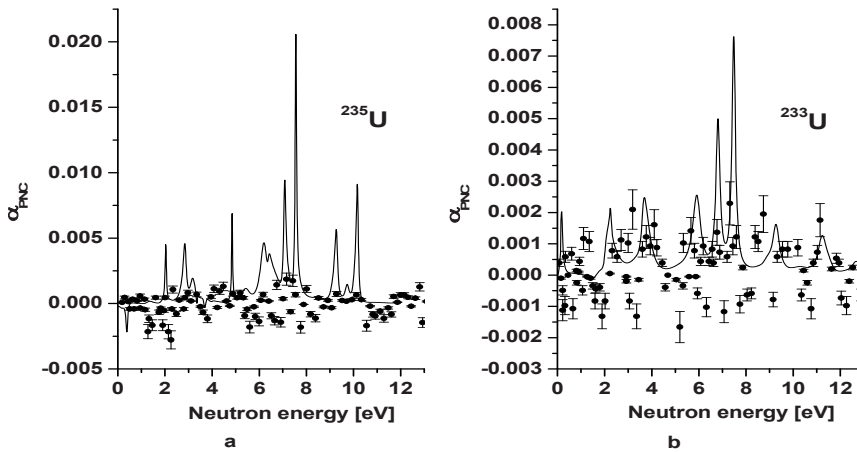 0.020
0.015
0.010
0.005
0.000
-0.005
α_PNC
235U
0 2 4 6 8 10 12
Neutron energy [eV]
a
0.008
0.007
0.006
0.005
0.004
0.003
0.002
0.001
0.000
-0.001
-0.002
-0.003
α_PNC
233U
0 2 4 6 8 10 12
Neutron energy [eV]
b